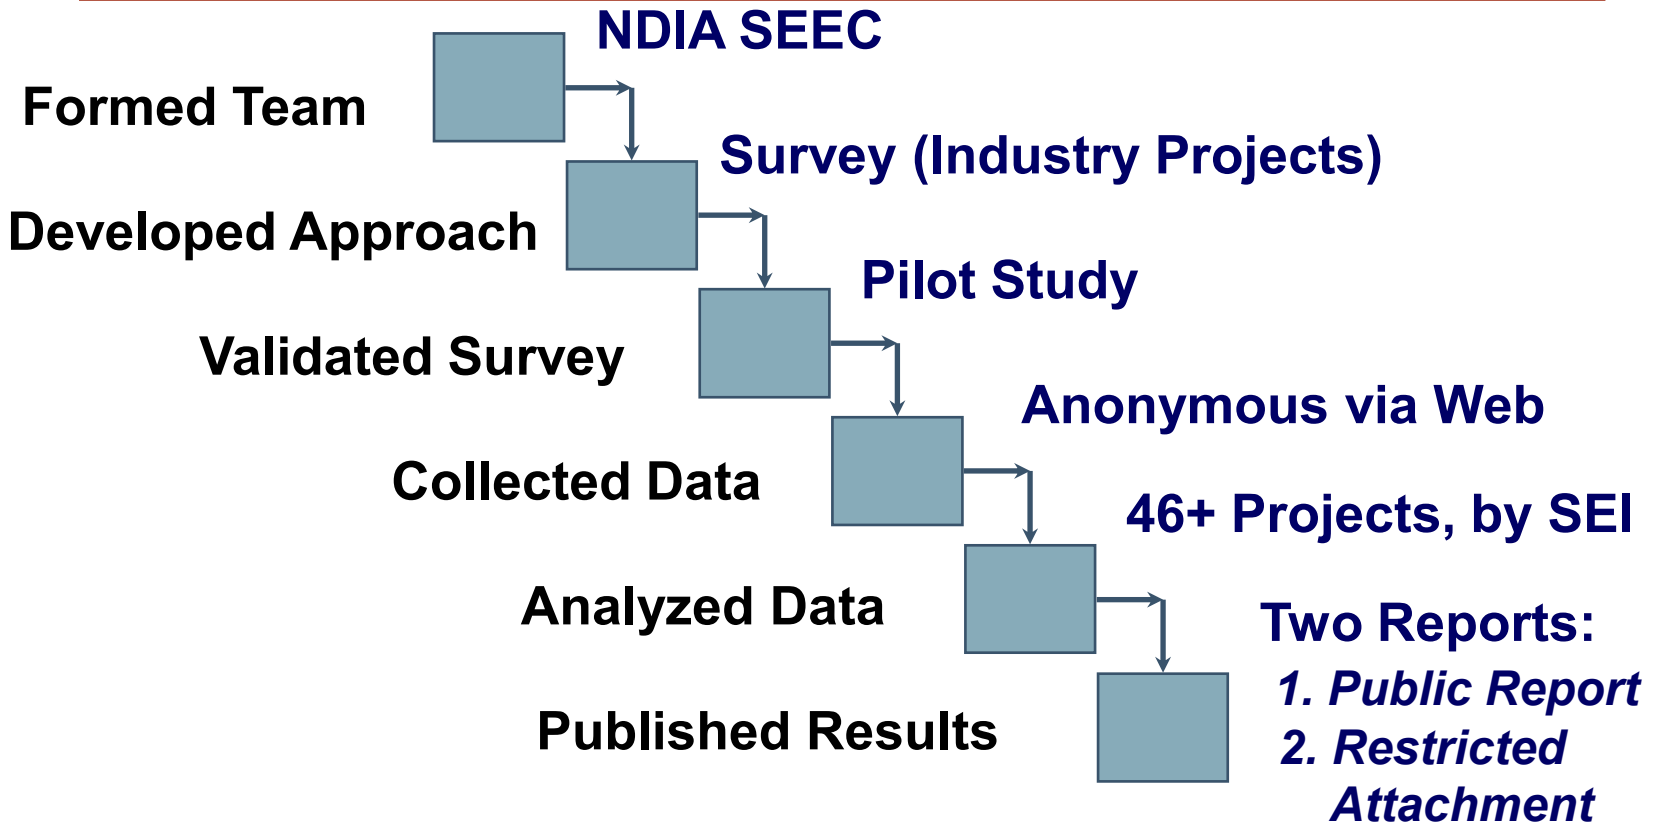 NDIA SEEC
Formed Team
Survey (Industry Projects)
Developed Approach
Pilot Study
Validated Survey
Anonymous via Web
Collected Data
46+ Projects, by SEI
Analyzed Data
Two Reports:
1. Public Report
Published Results
2. Restricted
Attachment